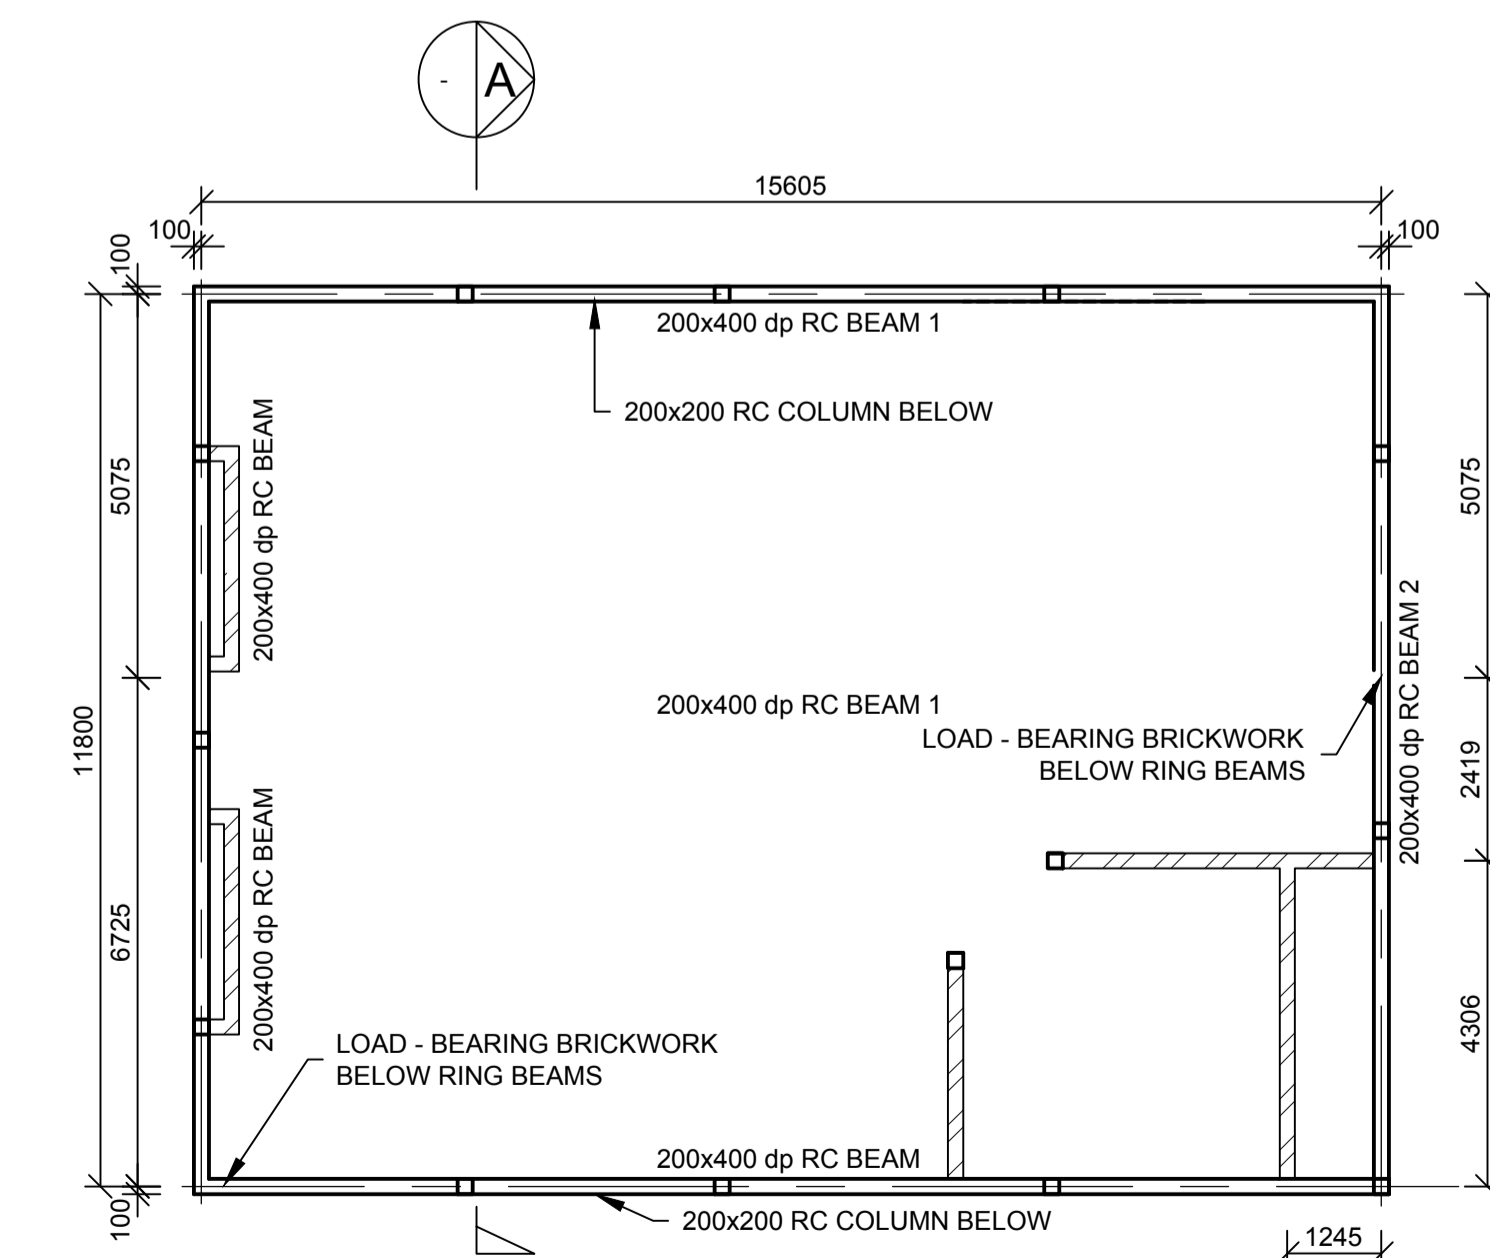 -
A
15605
100
100
100
200x400 dp RC BEAM 1
200x200 RC COLUMN BELOW
5075
200x400 dp RC BEAM
5075
200x400 dp RC BEAM 1
LOAD - BEARING BRICKWORK
BELOW RING BEAMS
200x400 dp RC BEAM 2
11800
2419
200x400 dp RC BEAM
6725
4306
LOAD - BEARING BRICKWORK
BELOW RING BEAMS
200x400 dp RC BEAM
100
200x200 RC COLUMN BELOW
1245